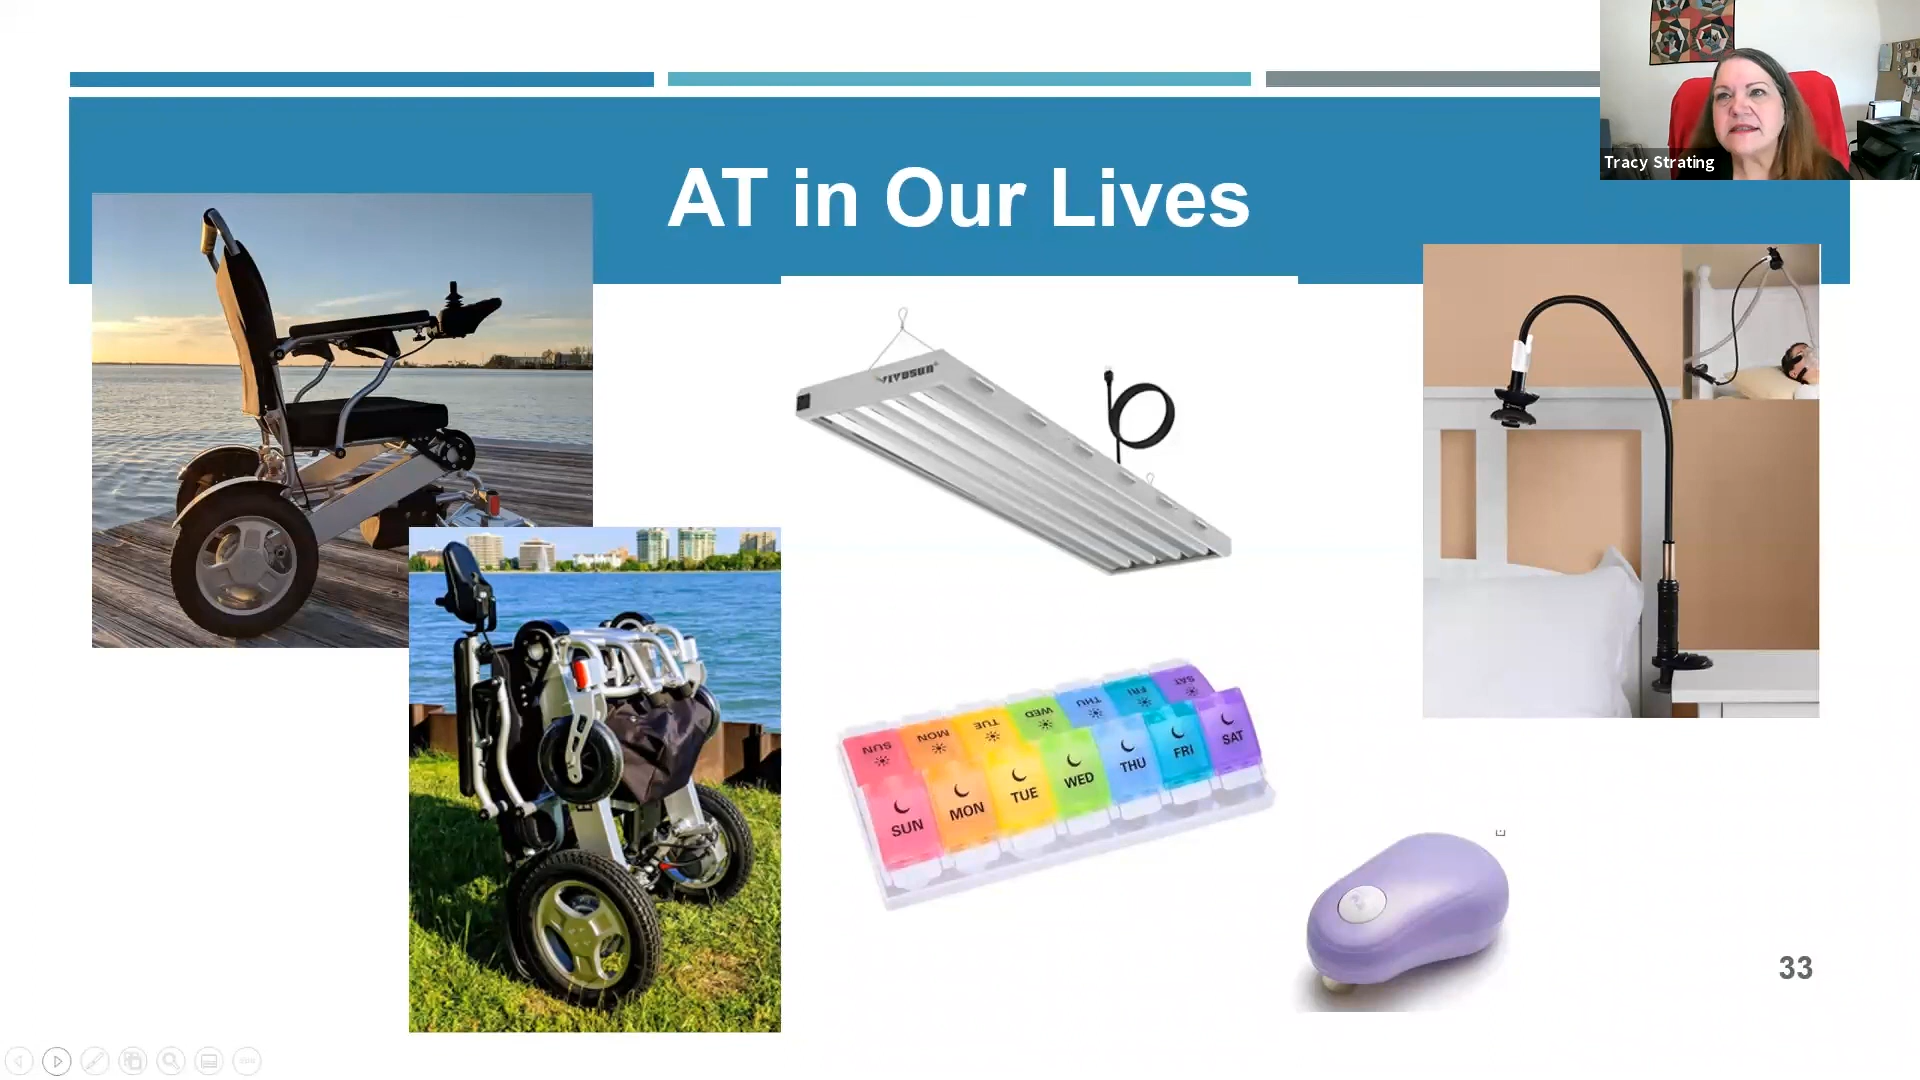 Tracy Strating
AT in Our Lives
VIVOSUN
SUN MON TUE WED THU FRI SAT
SUN MON TUE WED THU FRI SAT
33